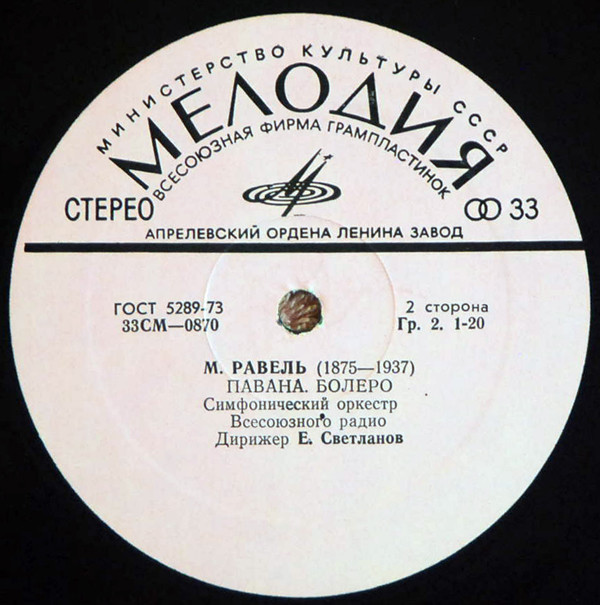 МИНИСТЕРСТВО КУЛЬТУРЫ СССР
МЕЛОДИЯ
ВСЕСОЮЗНАЯ ФИРМА ГРАМПЛАСТИНОК
СТЕРЕО
33
АПРЕЛЕВСКИЙ ОРДЕНА ЛЕНИНА ЗАВОД
ГОСТ 5289-73
2 сторона
33СМ—0870
Гр. 2. 1-20
М. РАВЕЛЬ (1875—1937)
ПАВАНА. БОЛЕРО
Симфонический оркестр
Всесоюзного радио
Дирижер Е. Светланов